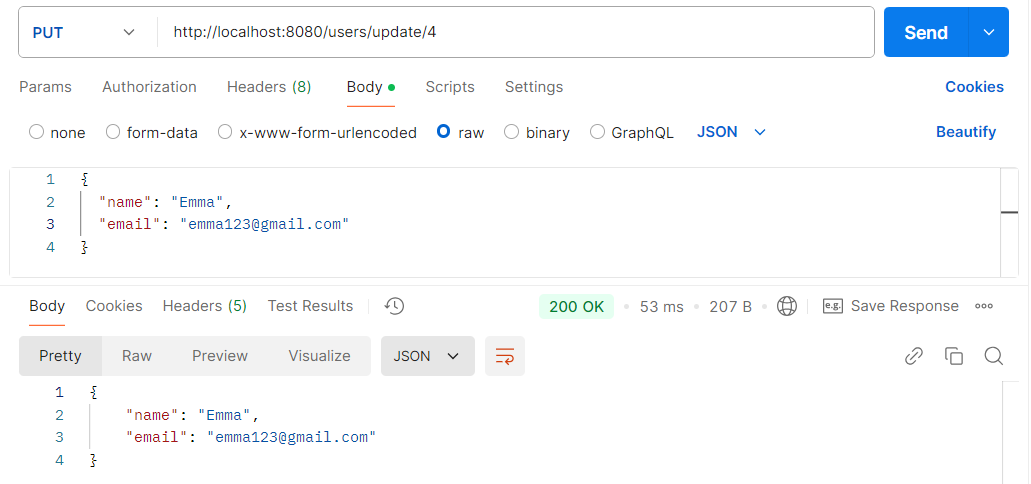 PUT http://localhost:8080/users/update/4 Send
Params Authorization Headers (8) Body Scripts Settings Cookies
none form-data x-www-form-urlencoded raw binary GraphQL JSON Beautify
1 {
2 "name": "Emma",
3 "email": "emma123@gmail.com"
4 }
Body Cookies Headers (5) Test Results 200 OK 53 ms 207 B e.g. Save Response
Pretty Raw Preview Visualize JSON
1 {
2 "name": "Emma",
3 "email": "emma123@gmail.com"
4 }